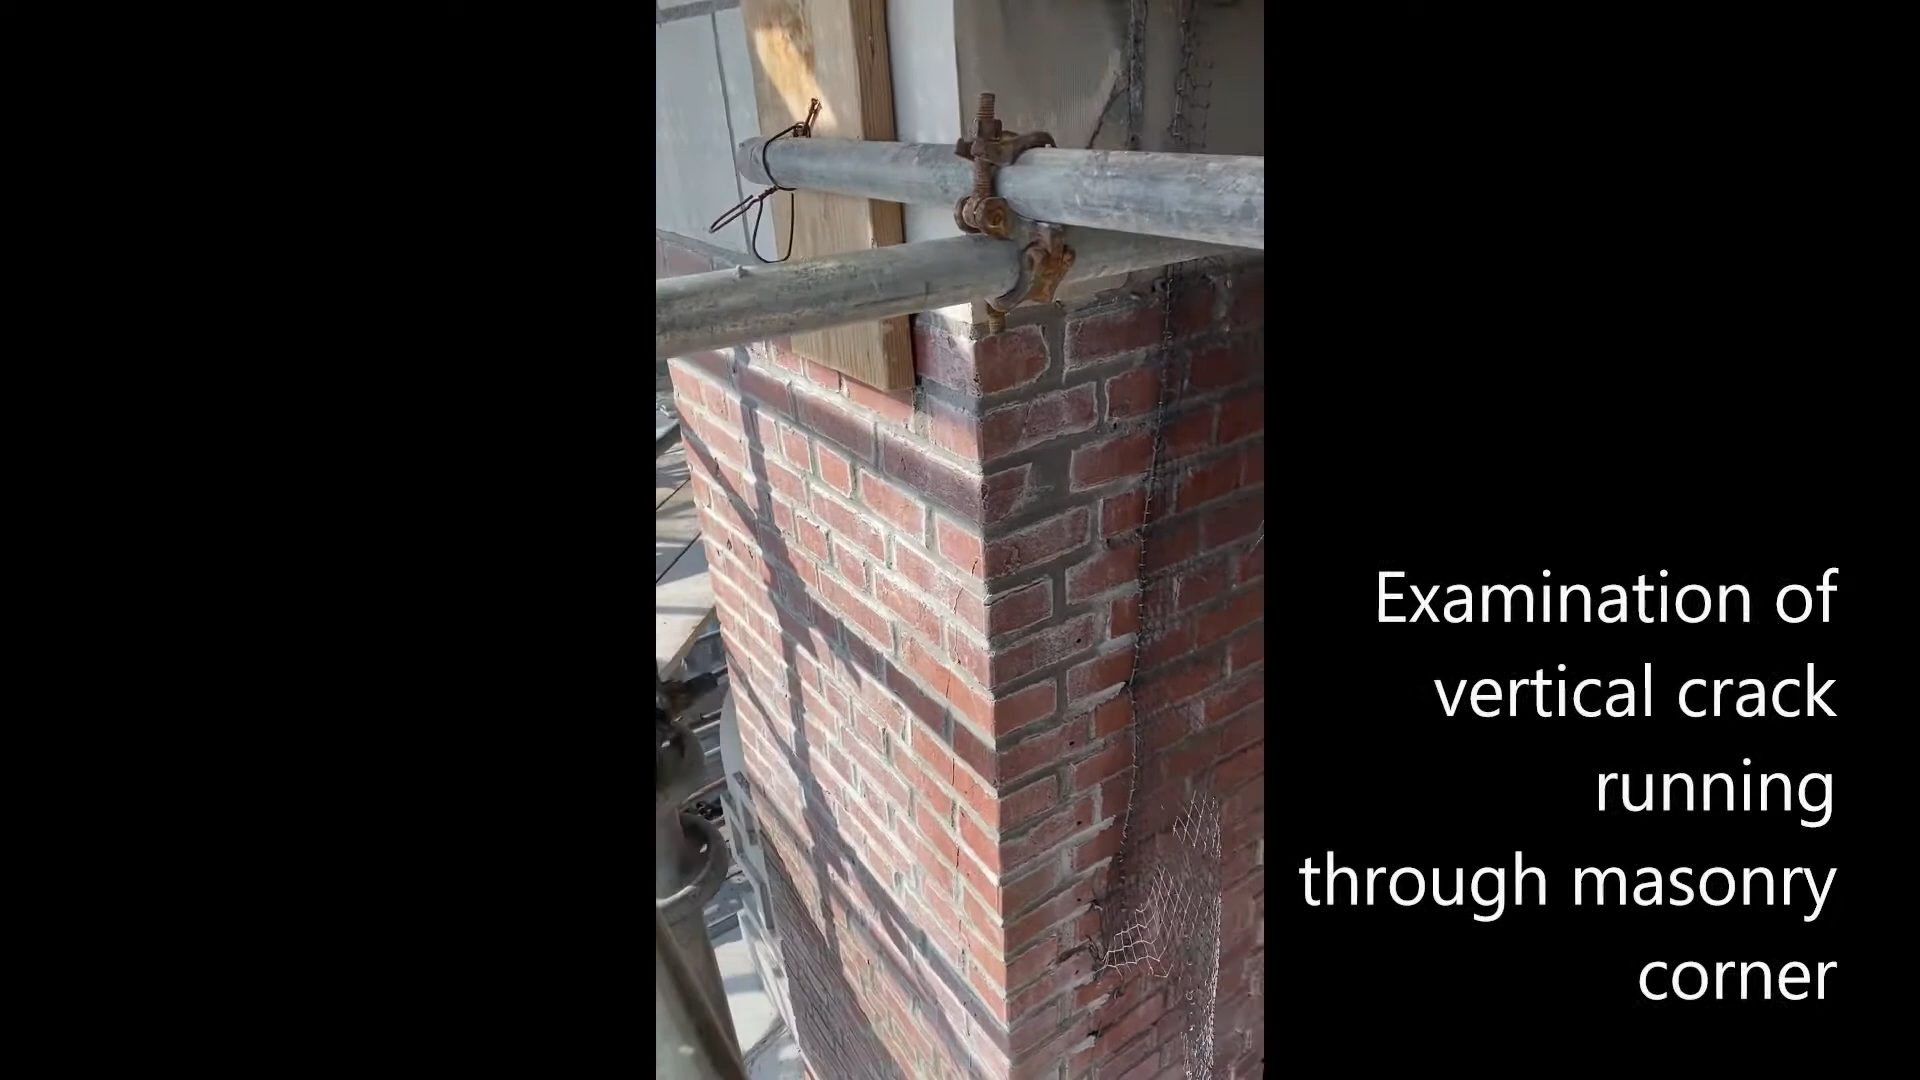 Examination of
vertical crack
running
through masonry
corner